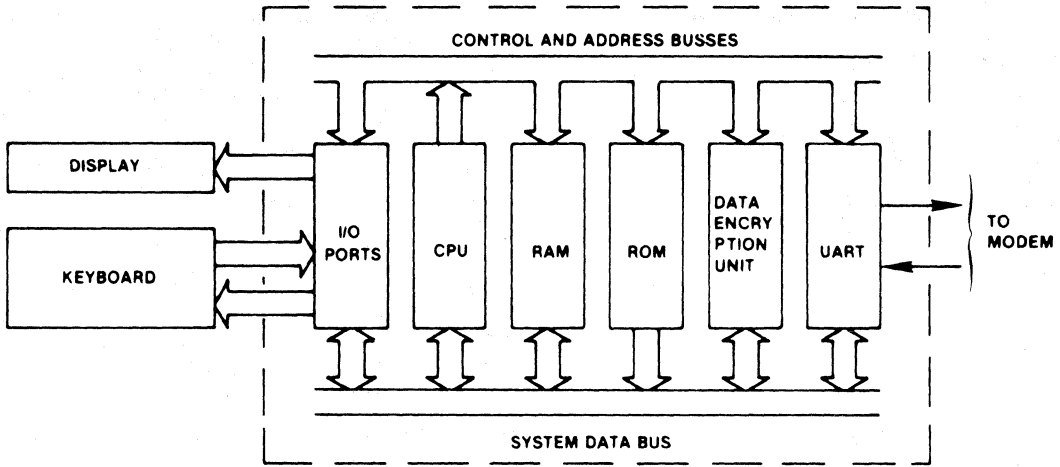 CONTROL AND ADDRESS BUSSES
DISPLAY
KEYBOARD
I/O
PORTS
CPU
RAM
ROM
DATA
ENCRY
PTION
UNIT
UART
TO
MODEM
SYSTEM DATA BUS